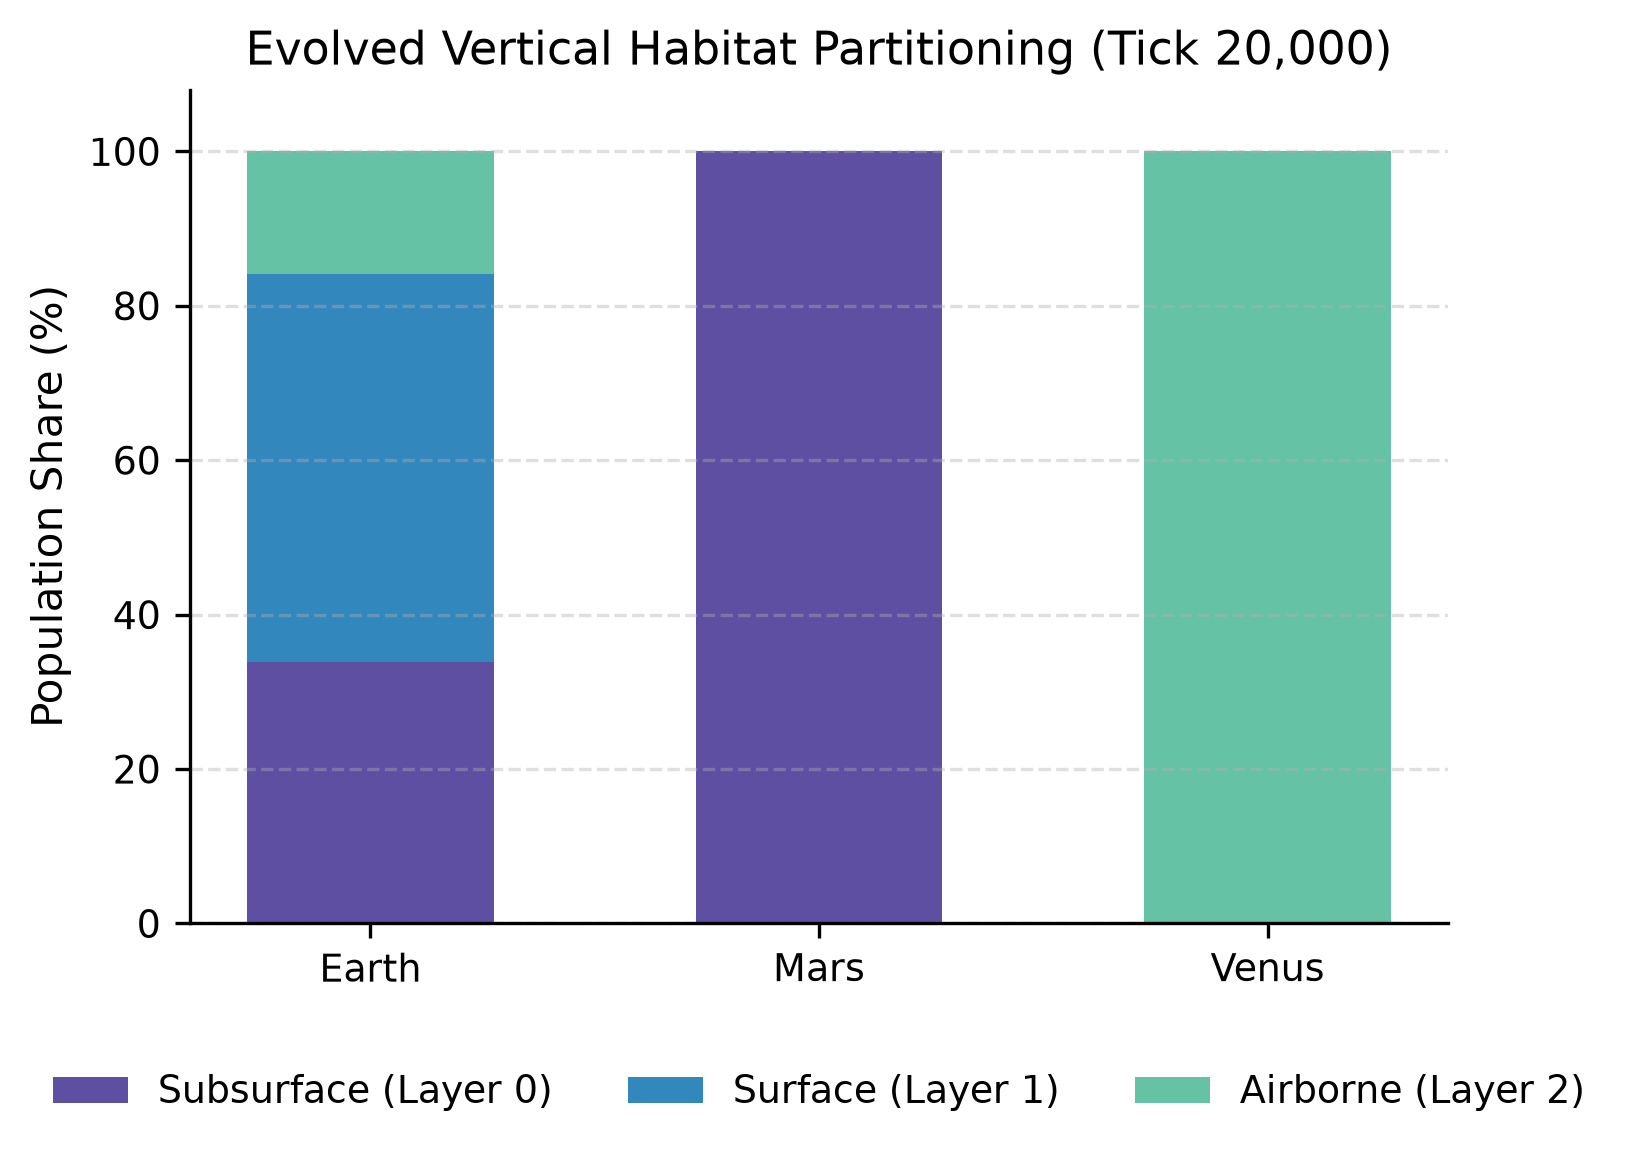 Evolved Vertical Habitat Partitioning (Tick 20,000)
Population Share (%)
100
80
60
40
20
0
Earth Mars Venus
Subsurface (Layer 0) Surface (Layer 1) Airborne (Layer 2)